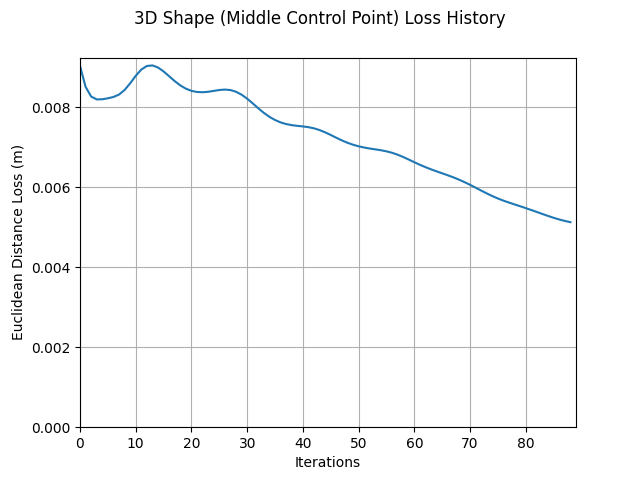 3D Shape (Middle Control Point) Loss History
Euclidean Distance Loss (m)
0.008
0.006
0.004
0.002
0.000
0 10 20 30 40 50 60 70 80
Iterations